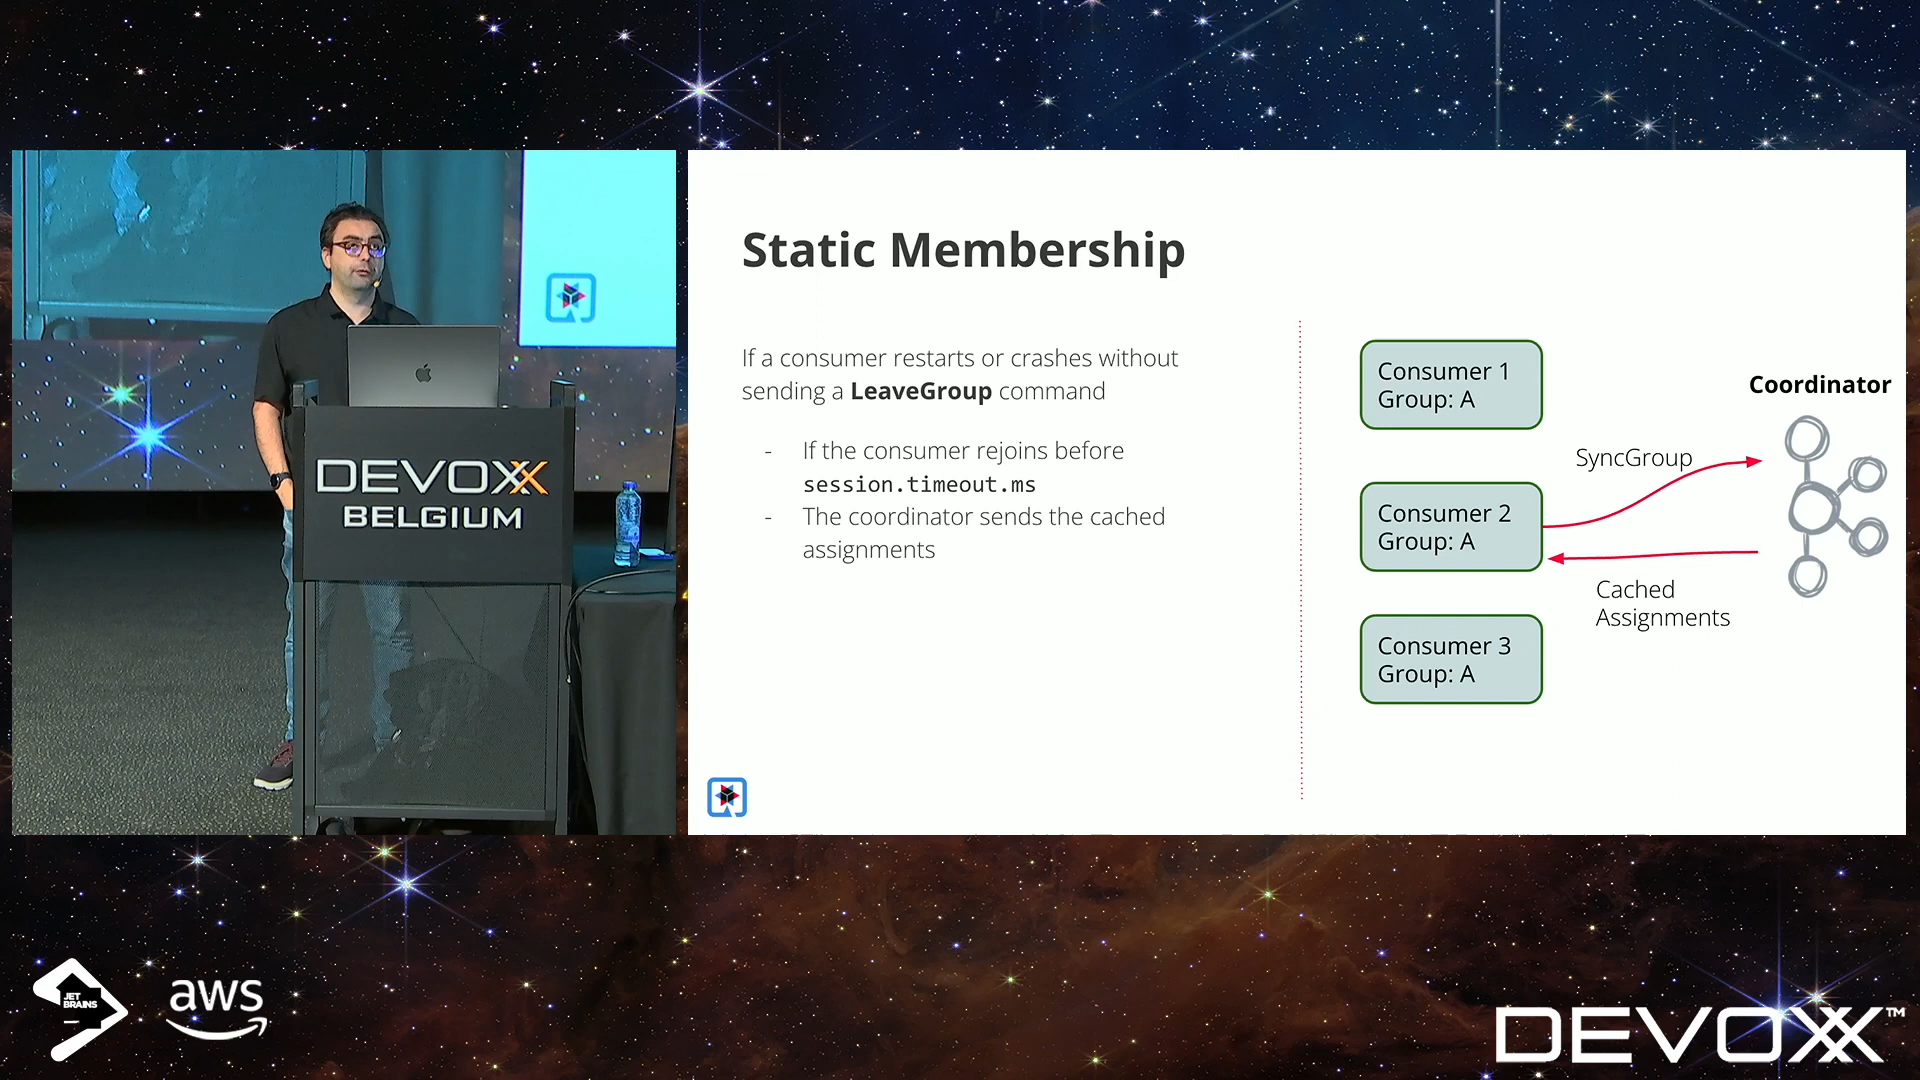 Static Membership
If a consumer restarts or crashes without
sending a LeaveGroup command
- If the consumer rejoins before
session.timeout.ms
- The coordinator sends the cached
assignments
Consumer 1
Group: A
Coordinator
SyncGroup
Consumer 2
Group: A
Cached
Assignments
Consumer 3
Group: A
DEVOXX
BELGIUM
JET
BRAINS
aws
DEVOXX™